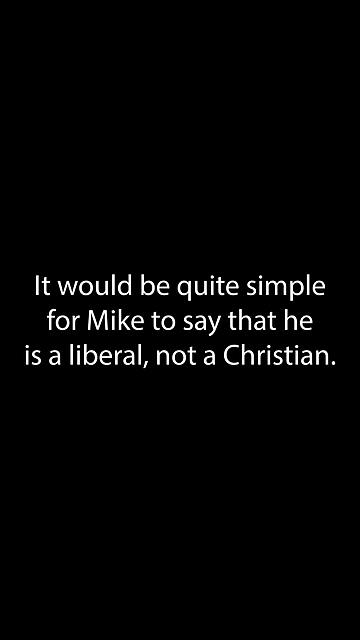 It would be quite simple
for Mike to say that he
is a liberal, not a Christian.